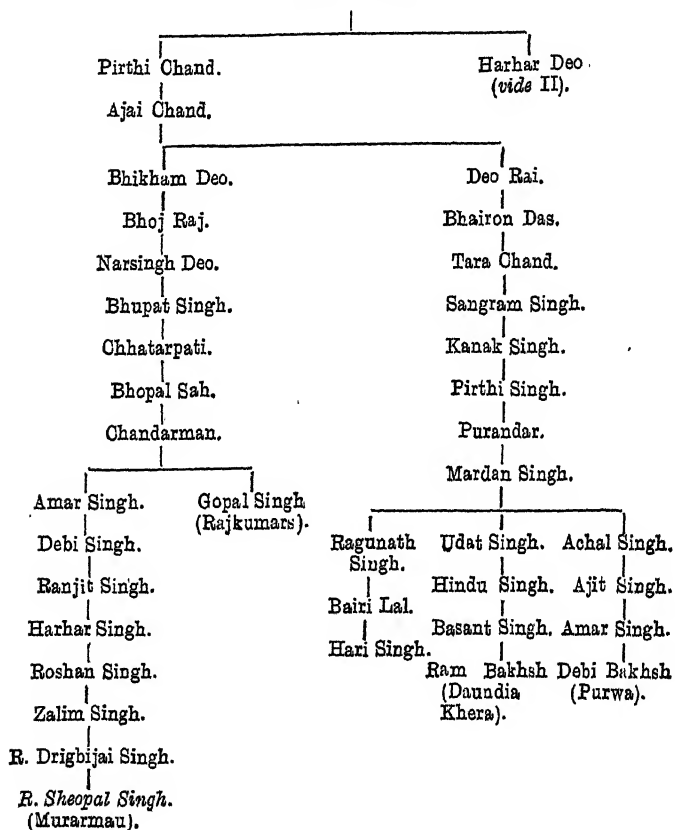 Pirthi Chand. Harhar Deo.
(vide II).
Ajai Chand.
Bhikham Deo. Deo Rai.
Bhoj Raj. Bhairon Das.
Narsingh Deo. Tara Chand.
Bhupat Singh. Sangram Singh.
Chhatarpati. Kanak Singh.
Bhopal Sah. Pirthi Singh.
Chandarman. Purandar.
Mardan Singh.
Amar Singh. Gopal Singh
(Rajkumars).
Debi Singh.
Ranjit Singh.
Harhar Singh.
Roshan Singh.
Zalim Singh.
R. Drigbijai Singh.
R. Sheopal Singh.
(Murarmau).
Ragunath Udat Singh. Achal Singh.
Singh.
Hindu Singh. Ajit Singh.
Bairi Lal.
Basant Singh. Amar Singh.
Hari Singh.
Ram Bakhsh Debi Bakhsh
(Daundia (Purwa).
Khera).